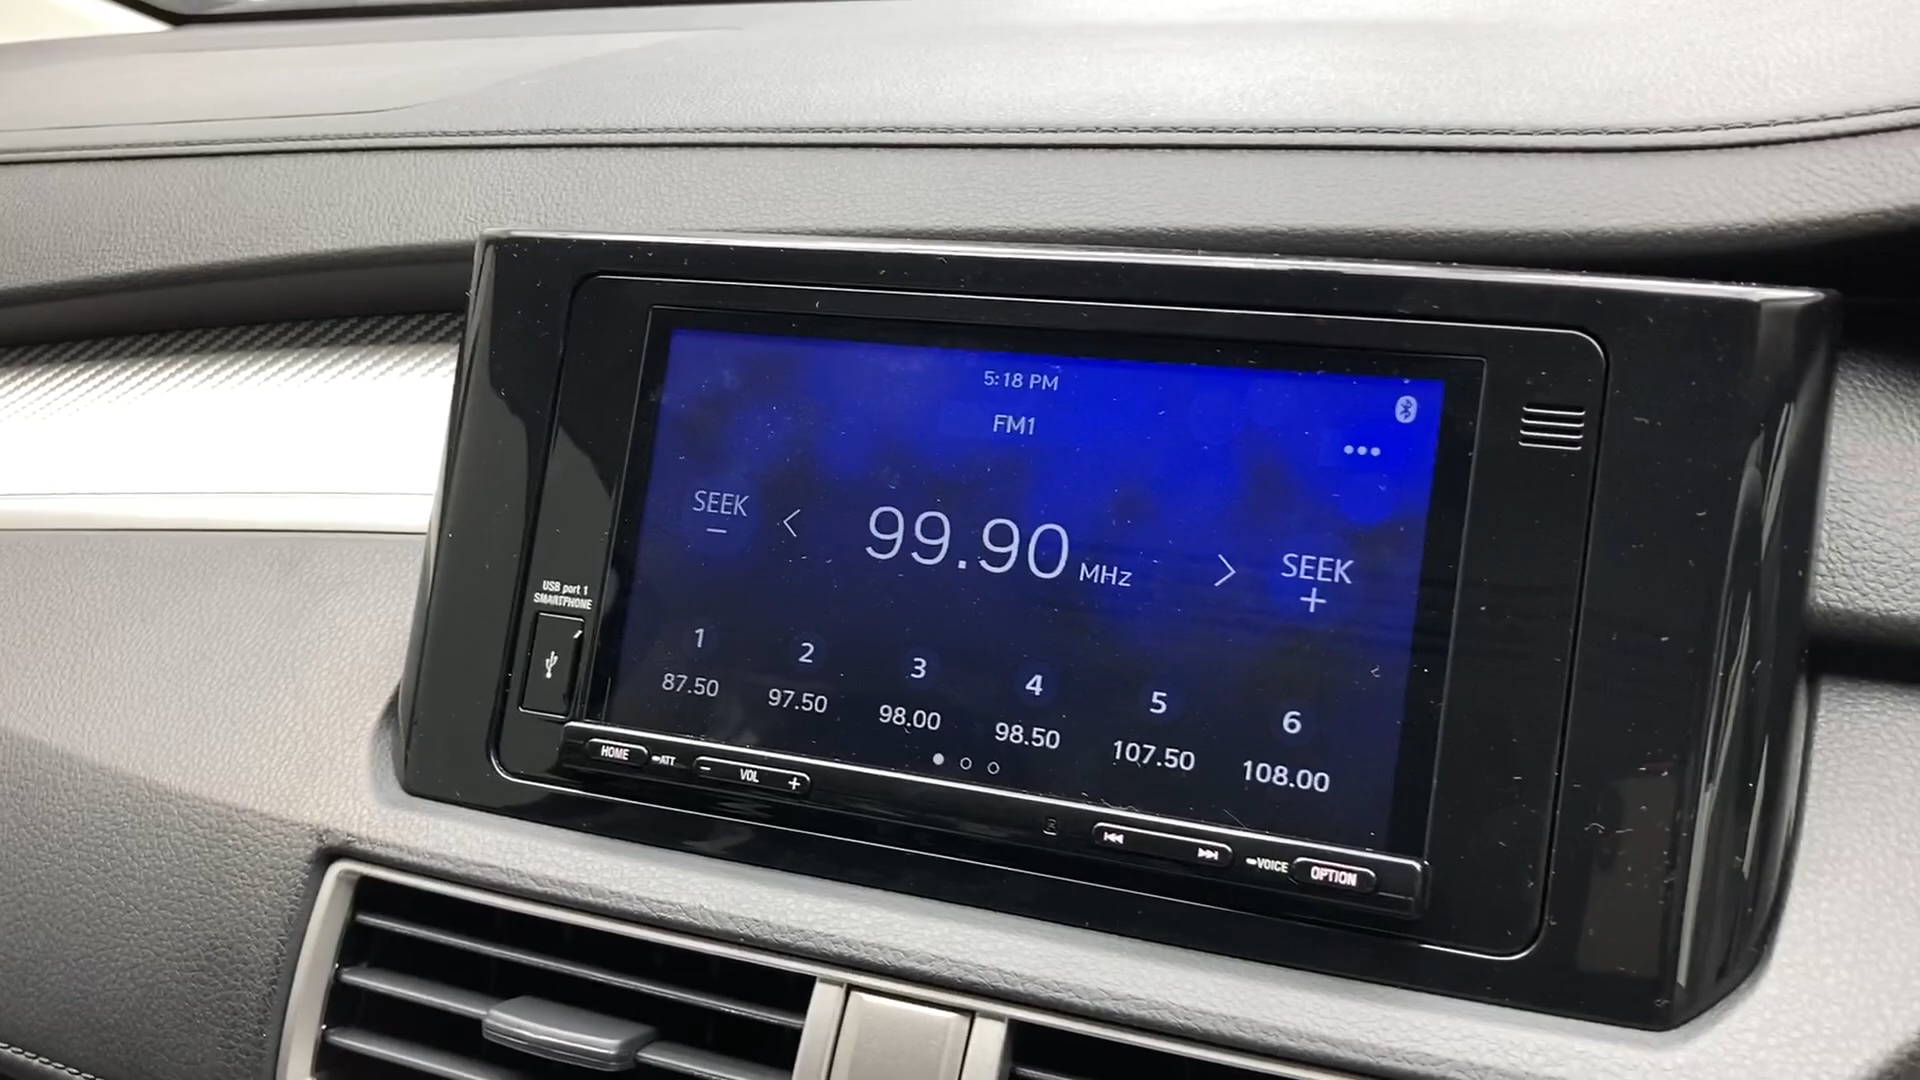 5:18 PM
FM1
•••
SEEK
−
<
99.90 MHz
>
SEEK
+
USB port 1
SMARTPHONE
1
2
3
4
5
6
87.50
97.50
98.00
98.50
107.50
108.00
HOME
ATT
− VOL +
VOICE
OPTION